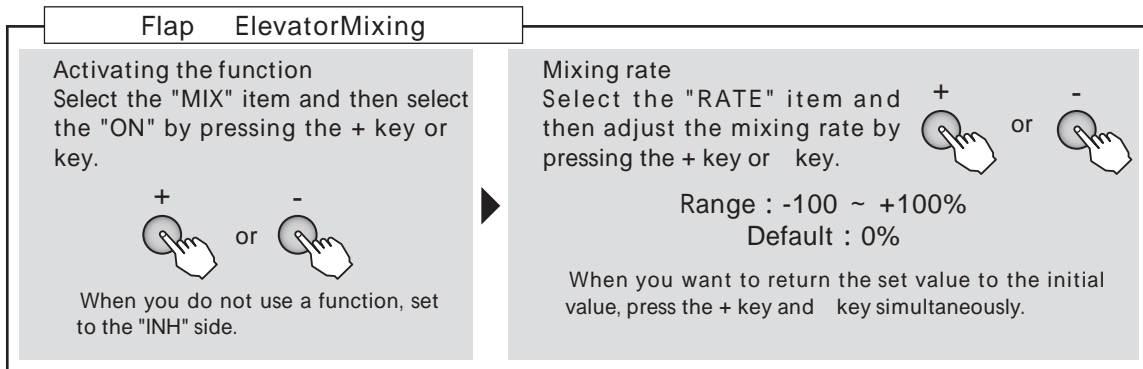 Flap ElevatorMixing
Activating the function
Select the "MIX" item and then select
the "ON" by pressing the + key or
key.
+ -
or
When you do not use a function, set
to the "INH" side.
Mixing rate
Select the "RATE" item and
then adjust the mixing rate by
pressing the + key or key.
+ -
or
Range : -100 ~ +100%
Default : 0%
When you want to return the set value to the initial
value, press the + key and key simultaneously.